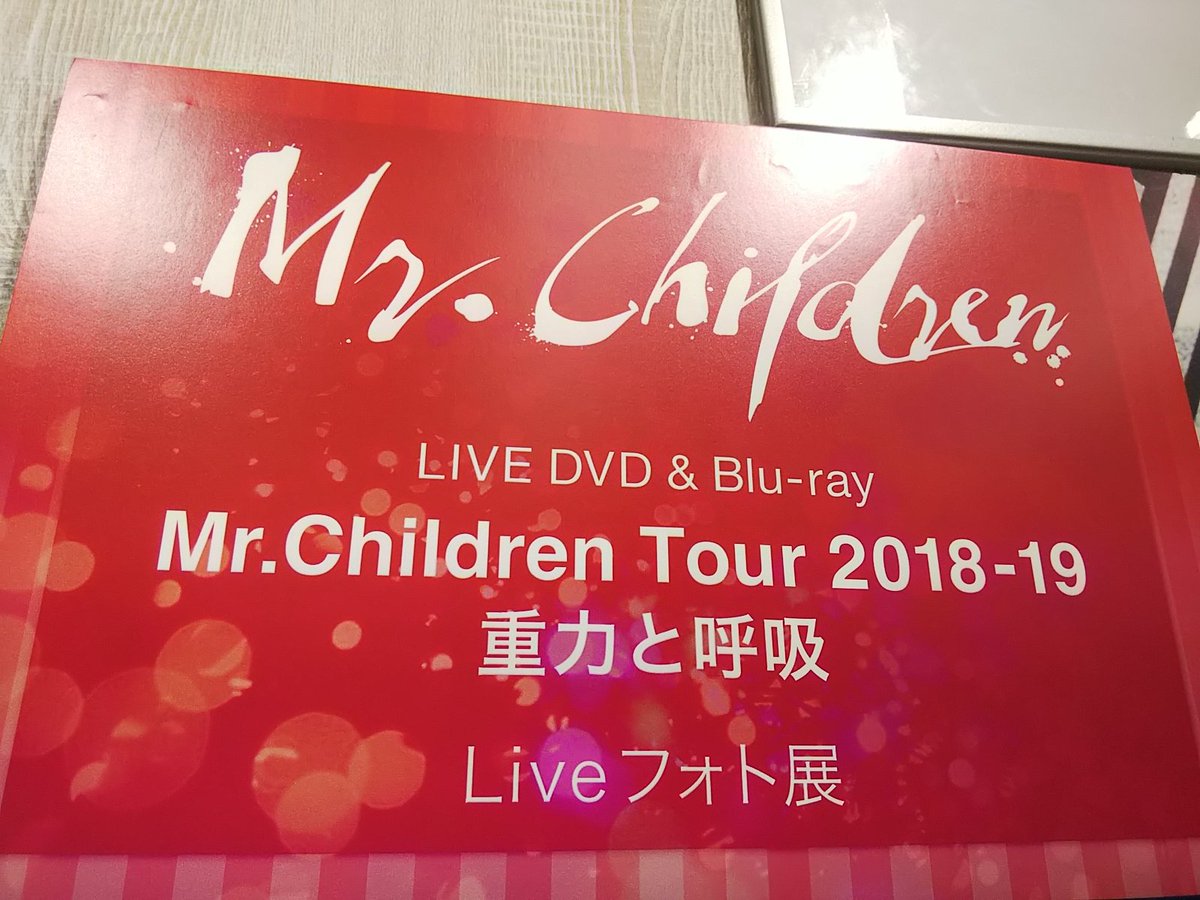 Mr. Children
LIVE DVD & Blu-ray
Mr.Children Tour 2018-19
重力と呼吸
Liveフォト展